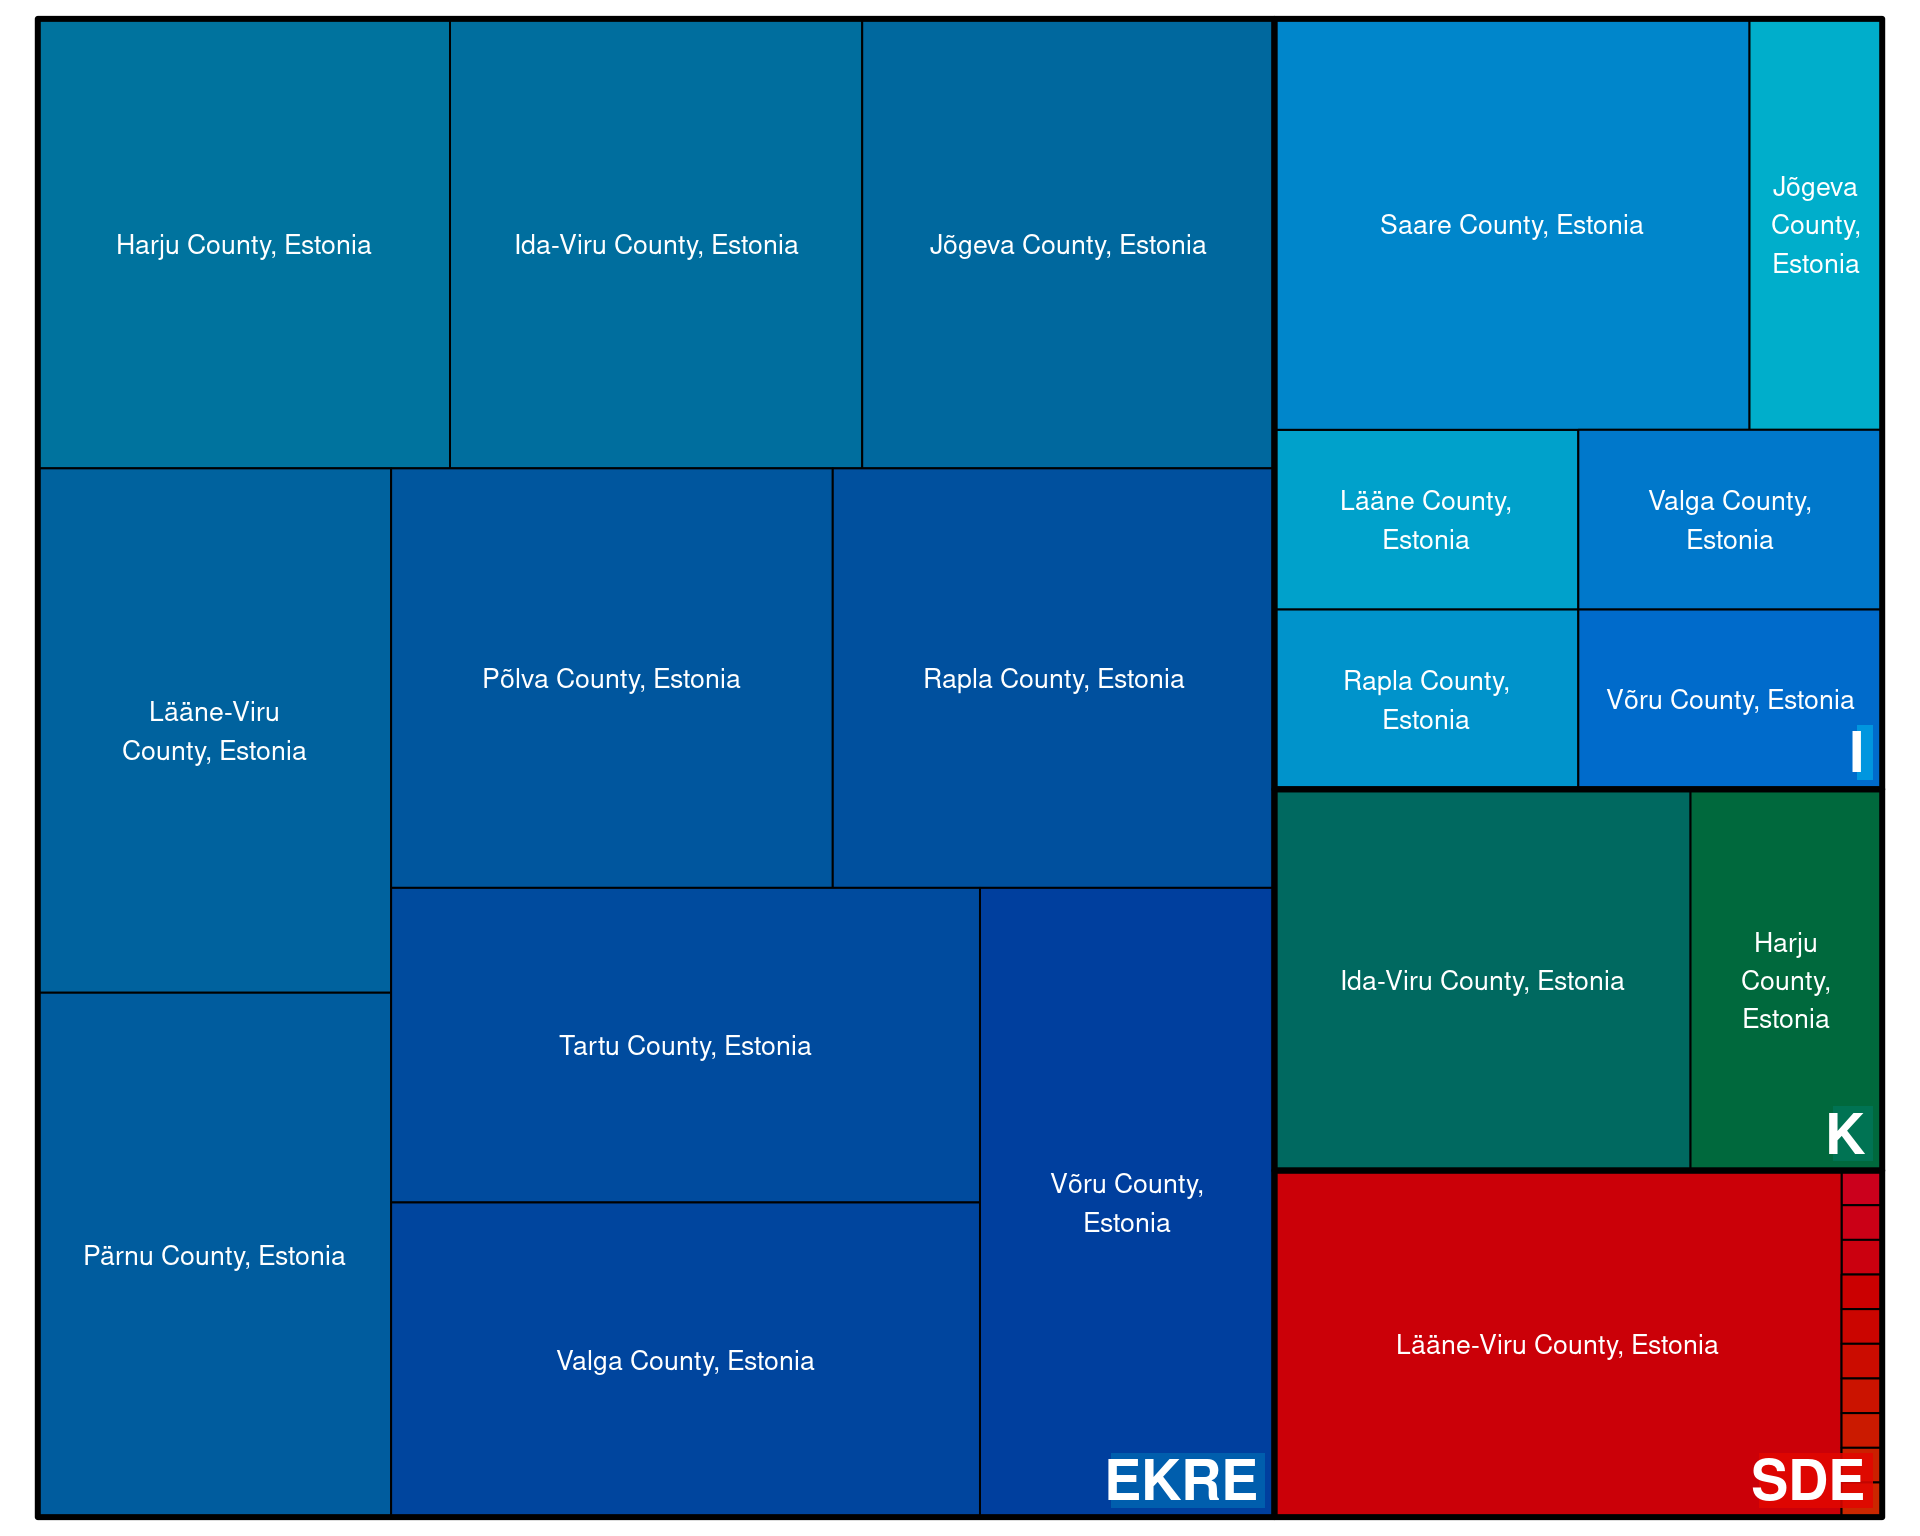 Harju County, Estonia
Ida-Viru County, Estonia
Jõgeva County, Estonia
Lääne-Viru
County, Estonia
Põlva County, Estonia
Rapla County, Estonia
Pärnu County, Estonia
Tartu County, Estonia
Valga County, Estonia
Võru County,
Estonia
EKRE
Saare County, Estonia
Jõgeva
County,
Estonia
Lääne County,
Estonia
Valga County,
Estonia
Rapla County,
Estonia
Võru County, Estonia
I
Ida-Viru County, Estonia
Harju
County,
Estonia
K
Lääne-Viru County, Estonia
SDE